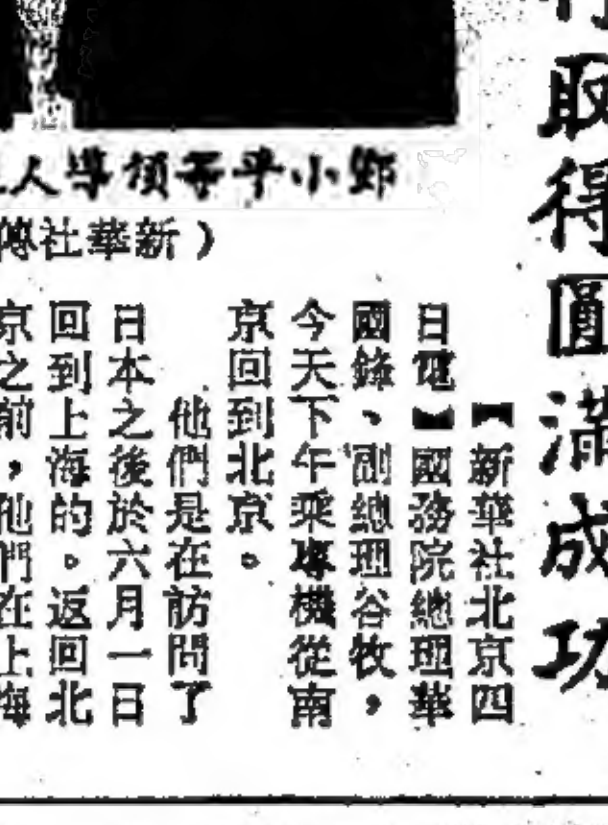 取得圓滿成功
人導領等平小鄧
傳社華新）
【新華社北京四
日電】國務院總理華
國鋒、副總理谷牧，
今天下午乘專機從南
京回到北京。
他們是在訪問了
日本之後於六月一日
回到上海的。返回北
京之前，他們在上海